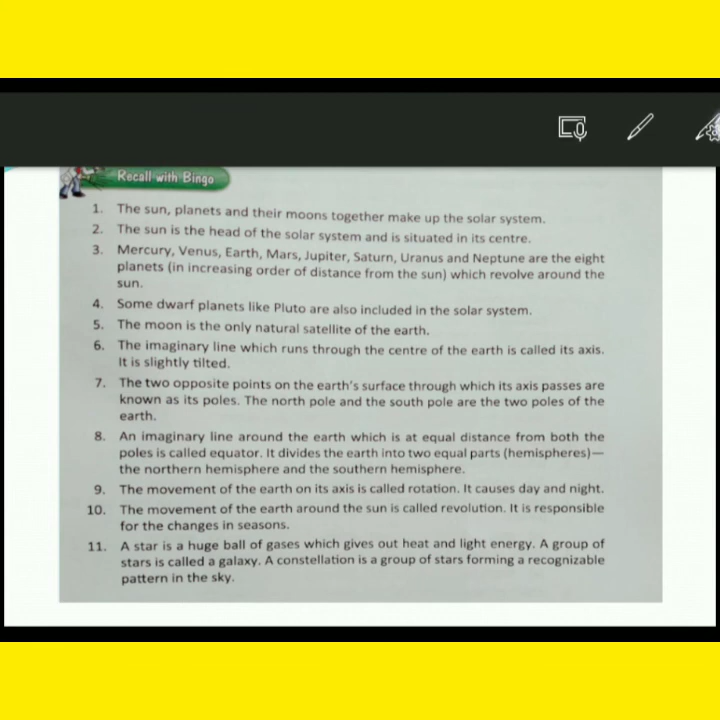 Recall with Bingo
1. The sun, planets and their moons together make up the solar system.
2. The sun is the head of the solar system and is situated in its centre.
3. Mercury, Venus, Earth, Mars, Jupiter, Saturn, Uranus and Neptune are the eight
planets (in increasing order of distance from the sun) which revolve around the
sun.
4. Some dwarf planets like Pluto are also included in the solar system.
5. The moon is the only natural satellite of the earth.
6. The imaginary line which runs through the centre of the earth is called its axis.
It is slightly tilted.
7. The two opposite points on the earth's surface through which its axis passes are
known as its poles. The north pole and the south pole are the two poles of the
earth.
8. An imaginary line around the earth which is at equal distance from both the
poles is called equator. It divides the earth into two equal parts (hemispheres)—
the northern hemisphere and the southern hemisphere.
9. The movement of the earth on its axis is called rotation. It causes day and night.
10. The movement of the earth around the sun is called revolution. It is responsible
for the changes in seasons.
11. A star is a huge ball of gases which gives out heat and light energy. A group of
stars is called a galaxy. A constellation is a group of stars forming a recognizable
pattern in the sky.